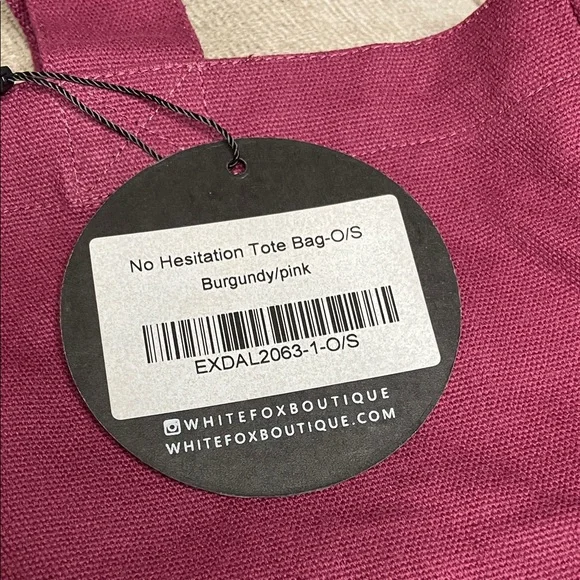 No Hesitation Tote Bag-O/S
Burgundy/pink
EXDAL2063-1-O/S
WHITEFOXBOUTIQUE
WHITEFOXBOUTIQUE.COM